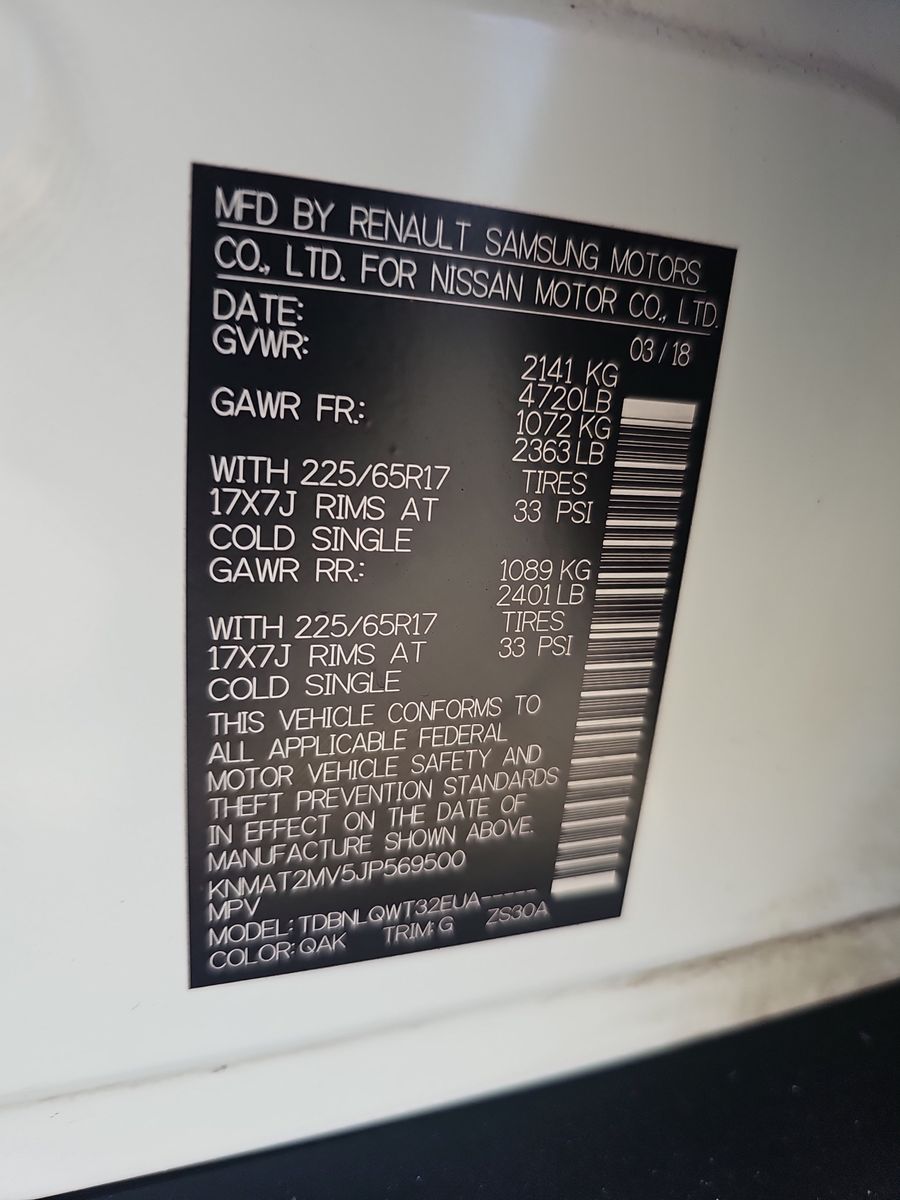 MFD BY RENAULT SAMSUNG MOTORS
CO., LTD. FOR NISSAN MOTOR CO., LTD.
DATE: 03 / 18
GVWR: 2141 KG
4720LB
GAWR FR.: 1072 KG
2363 LB
WITH 225/65R17 TIRES
17X7J RIMS AT 33 PSI
COLD SINGLE
GAWR RR.: 1089 KG
2401 LB
WITH 225/65R17 TIRES
17X7J RIMS AT 33 PSI
COLD SINGLE
THIS VEHICLE CONFORMS TO
ALL APPLICABLE FEDERAL
MOTOR VEHICLE SAFETY AND
THEFT PREVENTION STANDARDS
IN EFFECT ON THE DATE OF
MANUFACTURE SHOWN ABOVE.
KNMAT2MV5JP569500
MPV
MODEL: TDBNLQWT32EUA-----
COLOR: QAK TRIM: G ZS30A